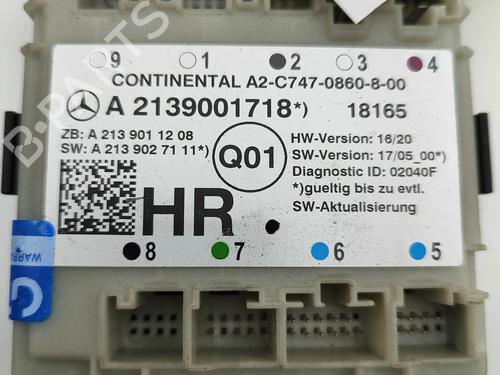 9 1 2 3 4
CONTINENTAL A2-C747-0860-8-00
A 2139001718*) 18165
ZB: A 213 901 12 08
SW: A 213 902 71 11*)
Q01
HW-Version: 16/20
SW-Version: 17/05_00*)
Diagnostic ID: 02040F
*)gueltig bis zu evtl.
SW-Aktualisierung
HR
8 7 6 5
B-PARTS